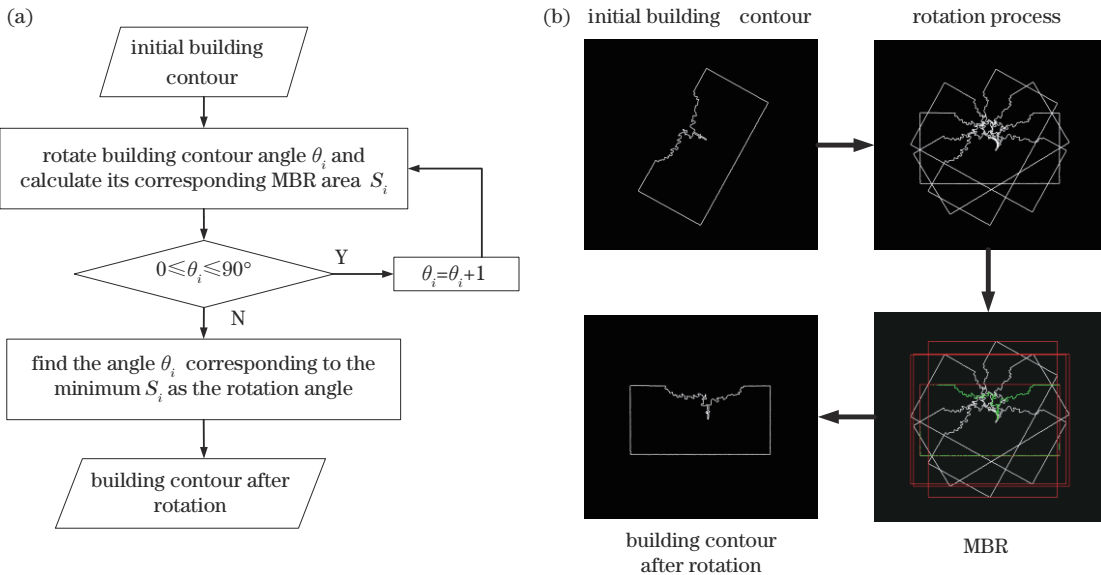 (a)
initial building
contour
rotate building contour angle θi and
calculate its corresponding MBR area Si
0≤θi≤90°
Y
θi=θi+1
N
find the angle θi corresponding to the
minimum Si as the rotation angle
building contour after
rotation
(b)
initial building contour
rotation process
building contour
after rotation
MBR